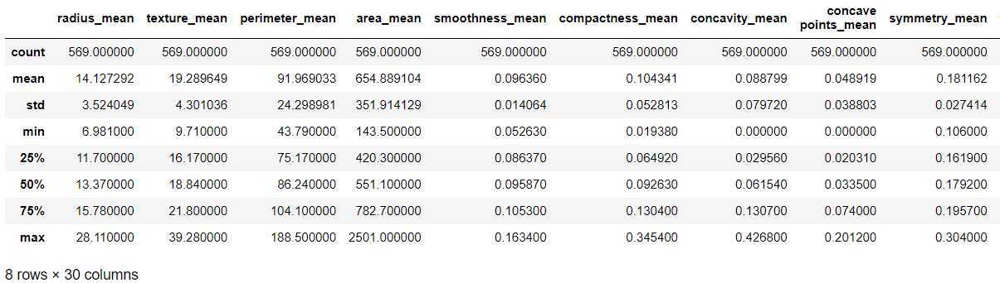 radius_mean texture_mean perimeter_mean area_mean smoothness_mean compactness_mean concavity_mean concave points_mean symmetry_mean
count 569.000000 569.000000 569.000000 569.000000 569.000000 569.000000 569.000000 569.000000 569.000000
mean 14.127292 19.289649 91.969033 654.889104 0.096360 0.104341 0.088799 0.048919 0.181162
std 3.524049 4.301036 24.298981 351.914129 0.014064 0.052813 0.079720 0.038803 0.027414
min 6.981000 9.710000 43.790000 143.500000 0.052630 0.019380 0.000000 0.000000 0.106000
25% 11.700000 16.170000 75.170000 420.300000 0.086370 0.064920 0.029560 0.020310 0.161900
50% 13.370000 18.840000 86.240000 551.100000 0.095870 0.092630 0.061540 0.033500 0.179200
75% 15.780000 21.800000 104.100000 782.700000 0.105300 0.130400 0.130700 0.074000 0.195700
max 28.110000 39.280000 188.500000 2501.000000 0.163400 0.345400 0.426800 0.201200 0.304000
8 rows × 30 columns